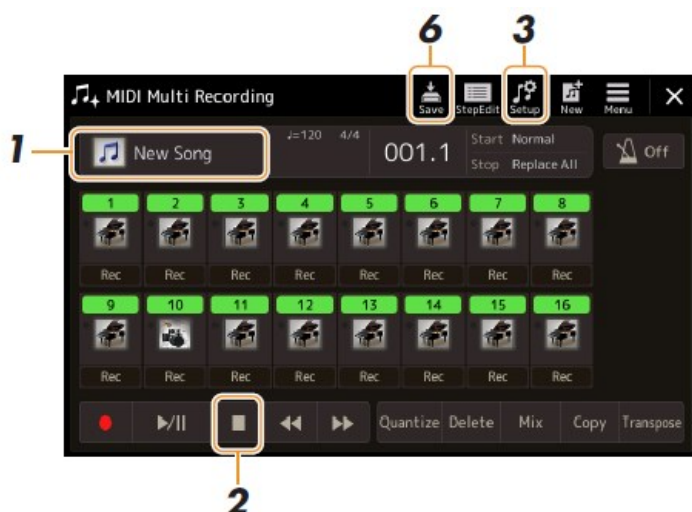 6 3
MIDI Multi Recording Save StepEdit Setup New Menu
1
New Song ♩=120 4/4 001.1 Start Normal Off
Stop Replace All
1 2 3 4 5 6 7 8
Rec Rec Rec Rec Rec Rec Rec Rec
9 10 11 12 13 14 15 16
Rec Rec Rec Rec Rec Rec Rec Rec
Quantize Delete Mix Copy Transpose
2